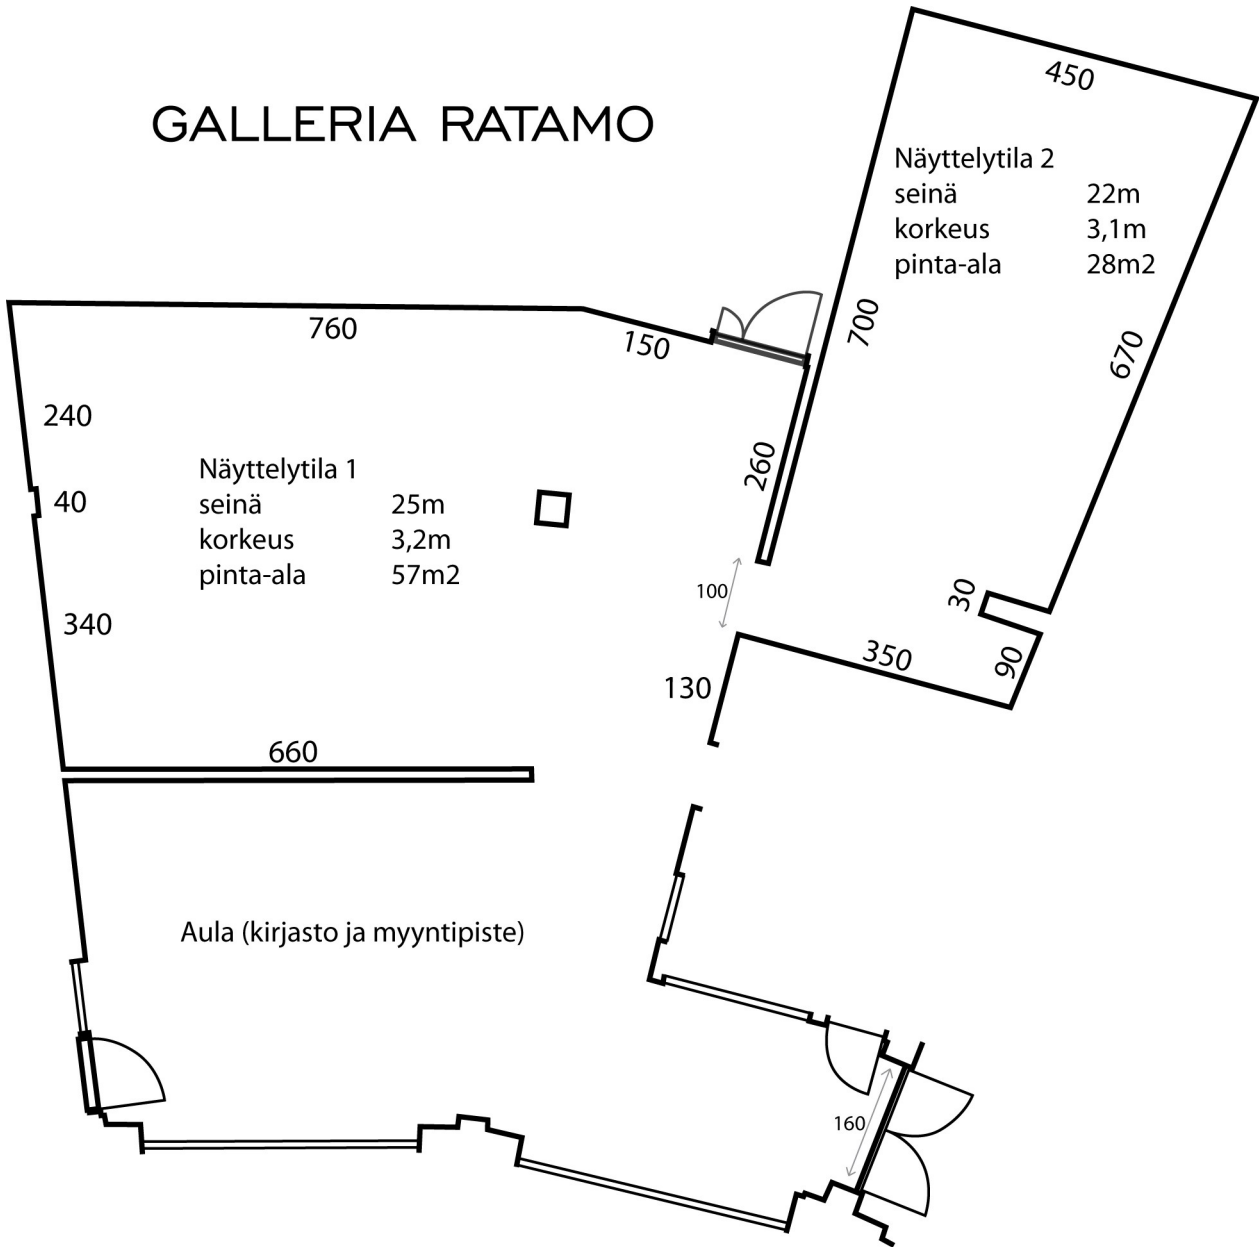 GALLERIA RATAMO
450
Näyttelytila 2
seinä 22m
korkeus 3,1m
pinta-ala 28m2
700
670
760
150
240
260
Näyttelytila 1
seinä 25m
korkeus 3,2m
pinta-ala 57m2
40
100
30
340
350
90
130
660
Aula (kirjasto ja myyntipiste)
160